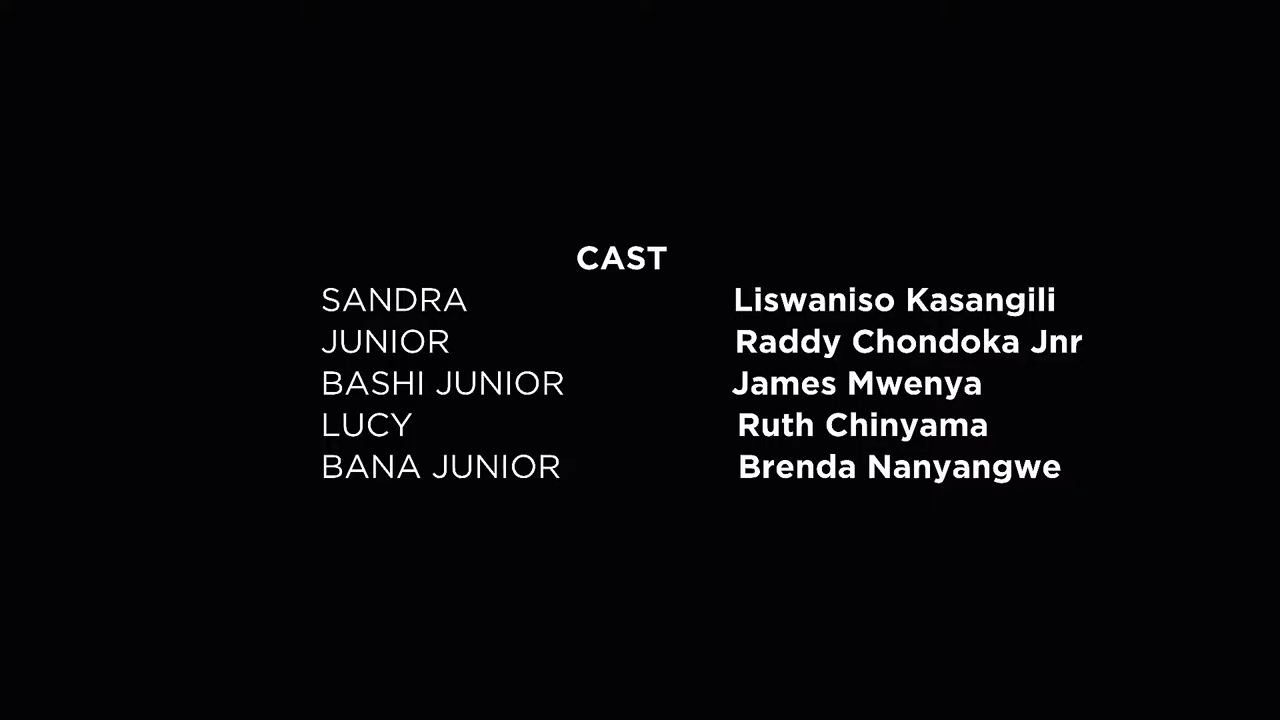 CAST
SANDRA Liswaniso Kasangili
JUNIOR Raddy Chondoka Jnr
BASHI JUNIOR James Mwenya
LUCY Ruth Chinyama
BANA JUNIOR Brenda Nanyangwe